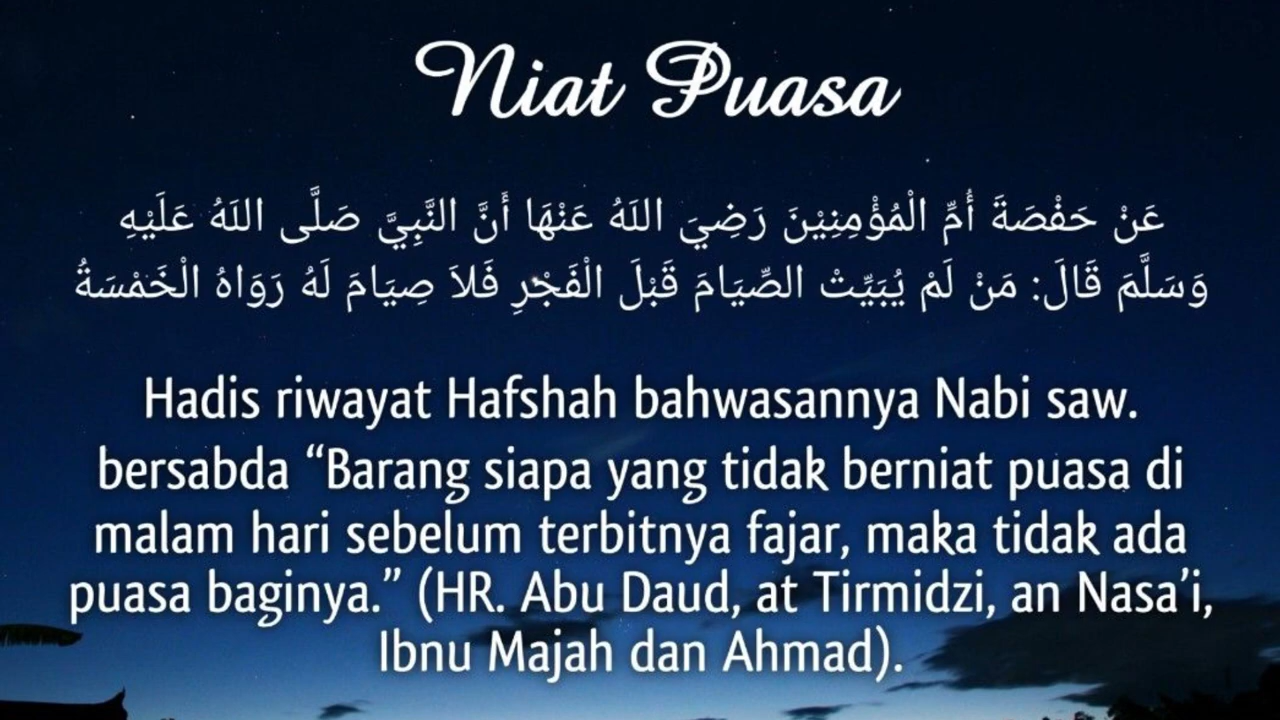 Niat Puasa
عَنْ حَفْصَةَ أُمِّ الْمُؤْمِنِيْنَ رَضِيَ اللهُ عَنْهَا أَنَّ النَّبِيَّ صَلَّى اللهُ عَلَيْهِ
وَسَلَّمَ قَالَ: مَنْ لَمْ يُبَيِّتْ الصِّيَامَ قَبْلَ الْفَجْرِ فَلاَ صِيَامَ لَهُ رَوَاهُ الْخَمْسَةُ
Hadis riwayat Hafshah bahwasannya Nabi saw.
bersabda “Barang siapa yang tidak berniat puasa di
malam hari sebelum terbitnya fajar, maka tidak ada
puasa baginya.” (HR. Abu Daud, at Tirmidzi, an Nasa’i,
Ibnu Majah dan Ahmad).